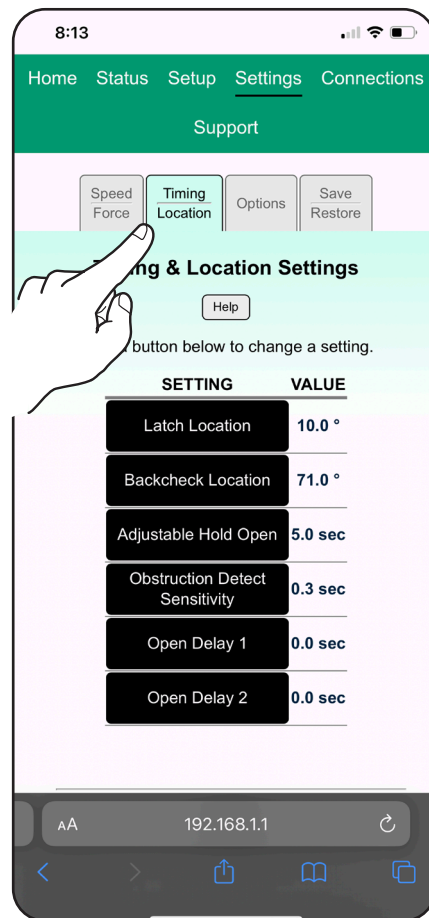 8:13
Home Status Setup Settings Connections
Support
Speed
Force
Timing
Location
Options
Save
Restore
& Location Settings
Help
button below to change a setting.
SETTING VALUE
Latch Location 10.0 °
Backcheck Location 71.0 °
Adjustable Hold Open 5.0 sec
Obstruction Detect
Sensitivity 0.3 sec
Open Delay 1 0.0 sec
Open Delay 2 0.0 sec
AA 192.168.1.1